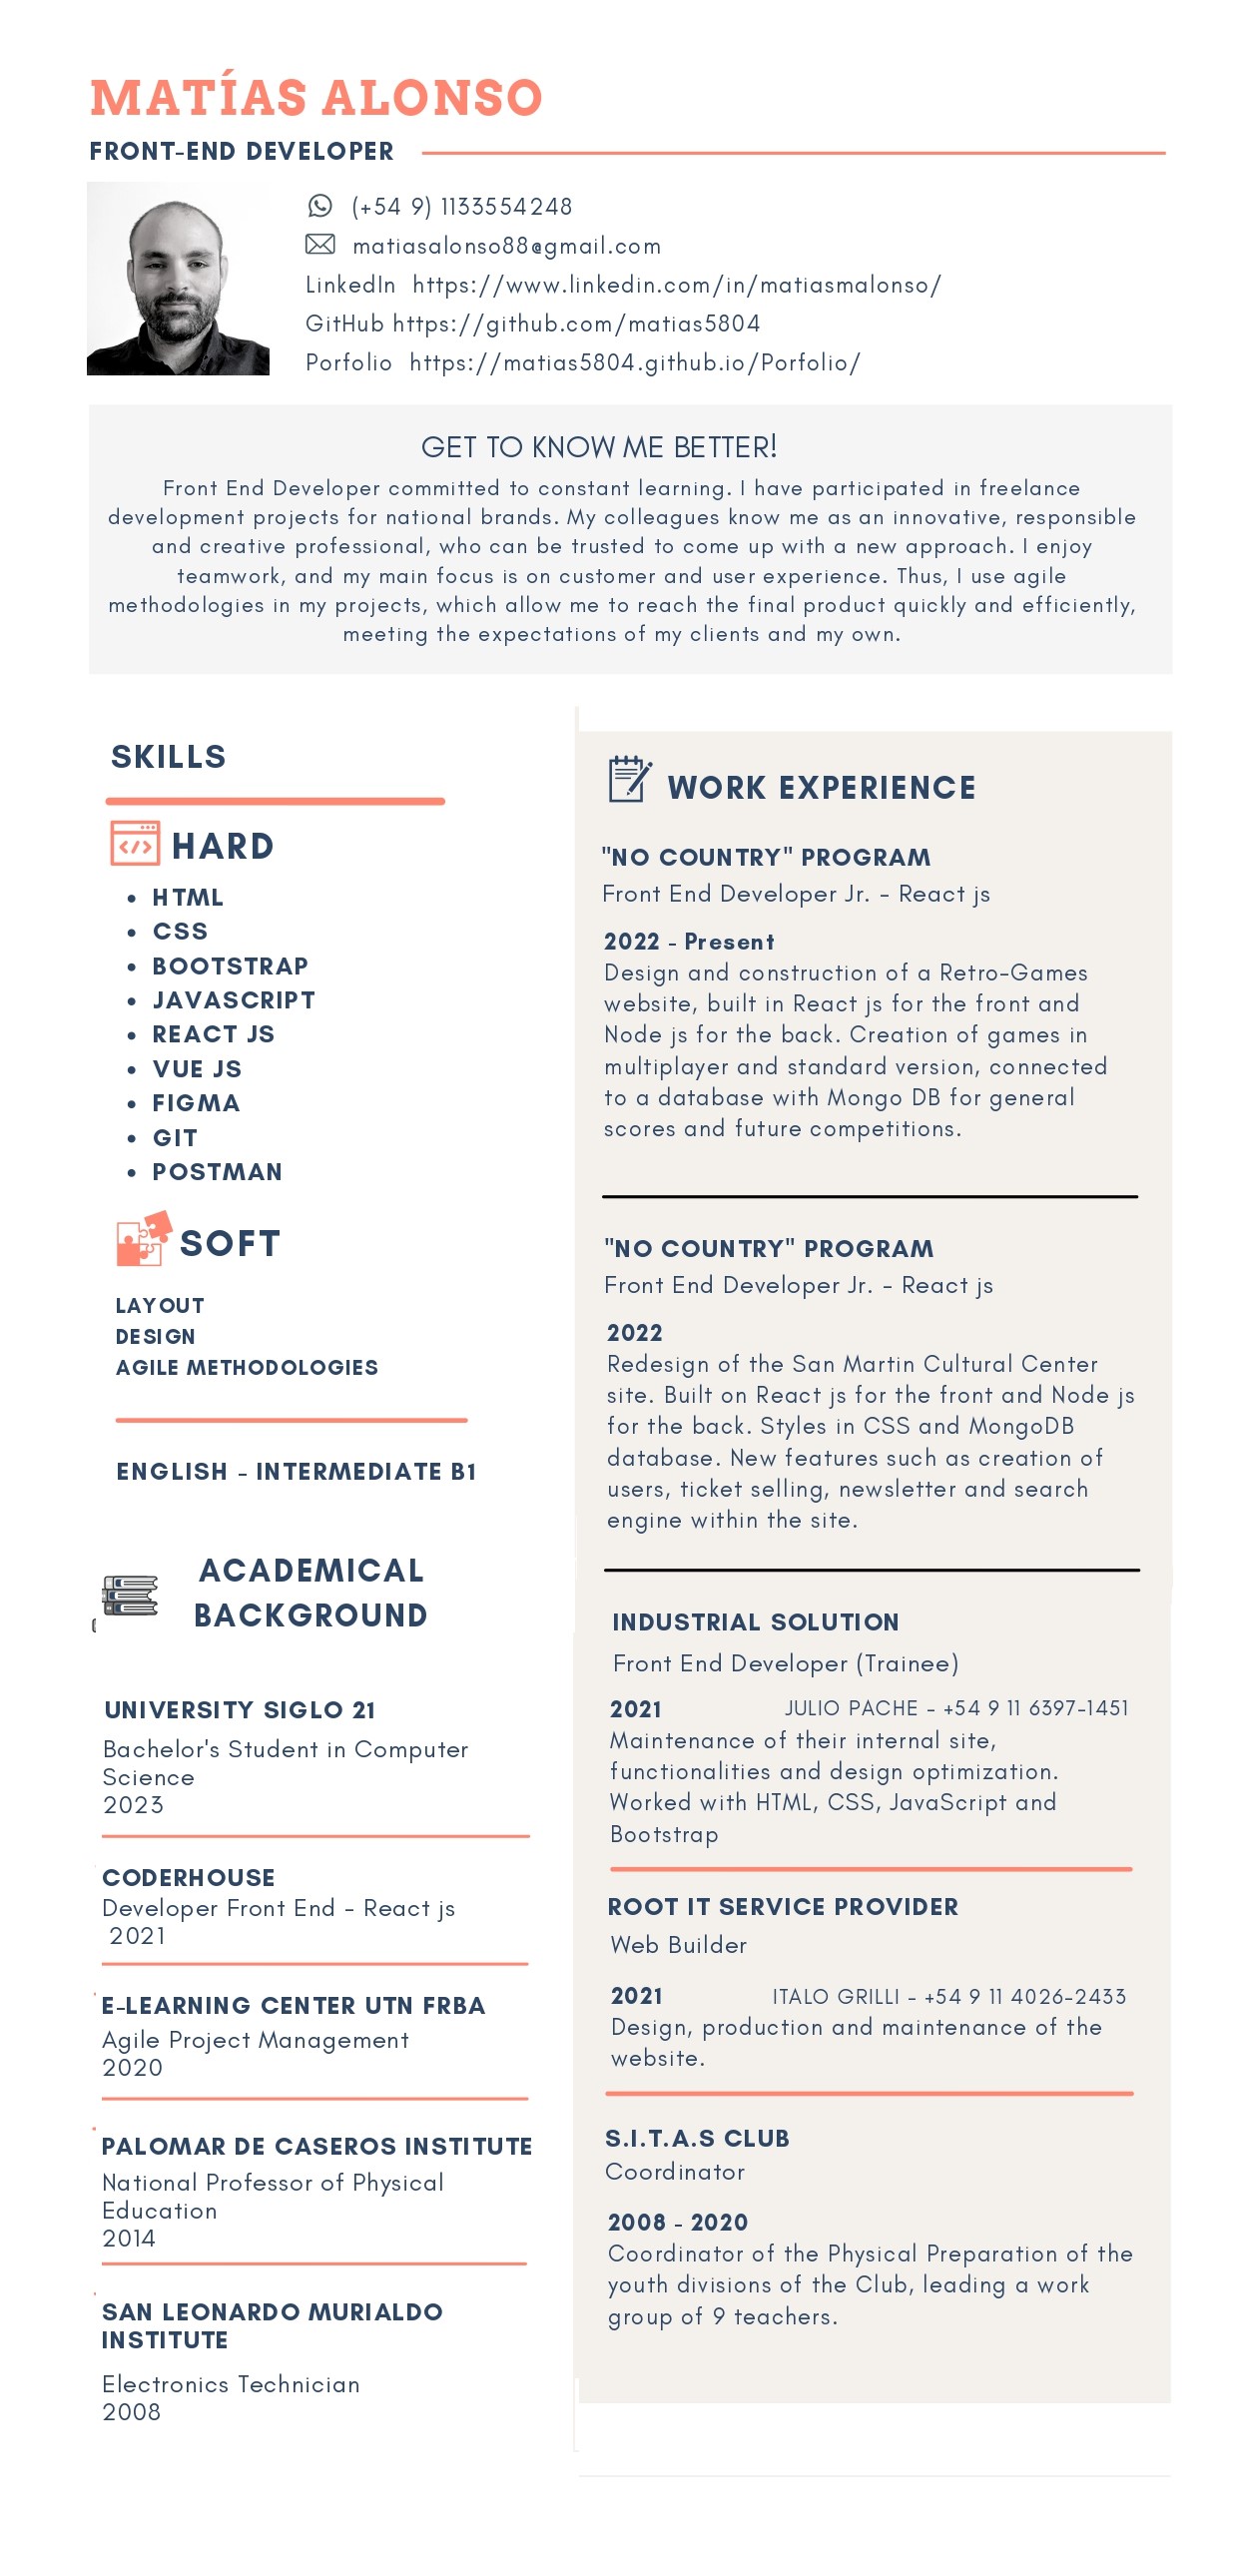 MATÍAS ALONSO
FRONT-END DEVELOPER
(+54 9) 1133554248
matiasalonso88@gmail.com
LinkedIn https://www.linkedin.com/in/matiasmalonso/
GitHub https://github.com/matias5804
Porfolio https://matias5804.github.io/Porfolio/
GET TO KNOW ME BETTER!
Front End Developer committed to constant learning. I have participated in freelance
development projects for national brands. My colleagues know me as an innovative, responsible
and creative professional, who can be trusted to come up with a new approach. I enjoy
teamwork, and my main focus is on customer and user experience. Thus, I use agile
methodologies in my projects, which allow me to reach the final product quickly and efficiently,
meeting the expectations of my clients and my own.
SKILLS
HARD
• HTML
• CSS
• BOOTSTRAP
• JAVASCRIPT
• REACT JS
• VUE JS
• FIGMA
• GIT
• POSTMAN
SOFT
LAYOUT
DESIGN
AGILE METHODOLOGIES
ENGLISH - INTERMEDIATE B1
ACADEMICAL
BACKGROUND
UNIVERSITY SIGLO 21
Bachelor's Student in Computer
Science
2023
CODERHOUSE
Developer Front End - React js
2021
E-LEARNING CENTER UTN FRBA
Agile Project Management
2020
PALOMAR DE CASEROS INSTITUTE
National Professor of Physical
Education
2014
SAN LEONARDO MURIALDO
INSTITUTE
Electronics Technician
2008
WORK EXPERIENCE
"NO COUNTRY" PROGRAM
Front End Developer Jr. - React js
2022 - Present
Design and construction of a Retro-Games
website, built in React js for the front and
Node js for the back. Creation of games in
multiplayer and standard version, connected
to a database with Mongo DB for general
scores and future competitions.
"NO COUNTRY" PROGRAM
Front End Developer Jr. - React js
2022
Redesign of the San Martin Cultural Center
site. Built on React js for the front and Node js
for the back. Styles in CSS and MongoDB
database. New features such as creation of
users, ticket selling, newsletter and search
engine within the site.
INDUSTRIAL SOLUTION
Front End Developer (Trainee)
2021 JULIO PACHE - +54 9 11 6397-1451
Maintenance of their internal site,
functionalities and design optimization.
Worked with HTML, CSS, JavaScript and
Bootstrap
ROOT IT SERVICE PROVIDER
Web Builder
2021 ITALO GRILLI - +54 9 11 4026-2433
Design, production and maintenance of the
website.
S.I.T.A.S CLUB
Coordinator
2008 - 2020
Coordinator of the Physical Preparation of the
youth divisions of the Club, leading a work
group of 9 teachers.